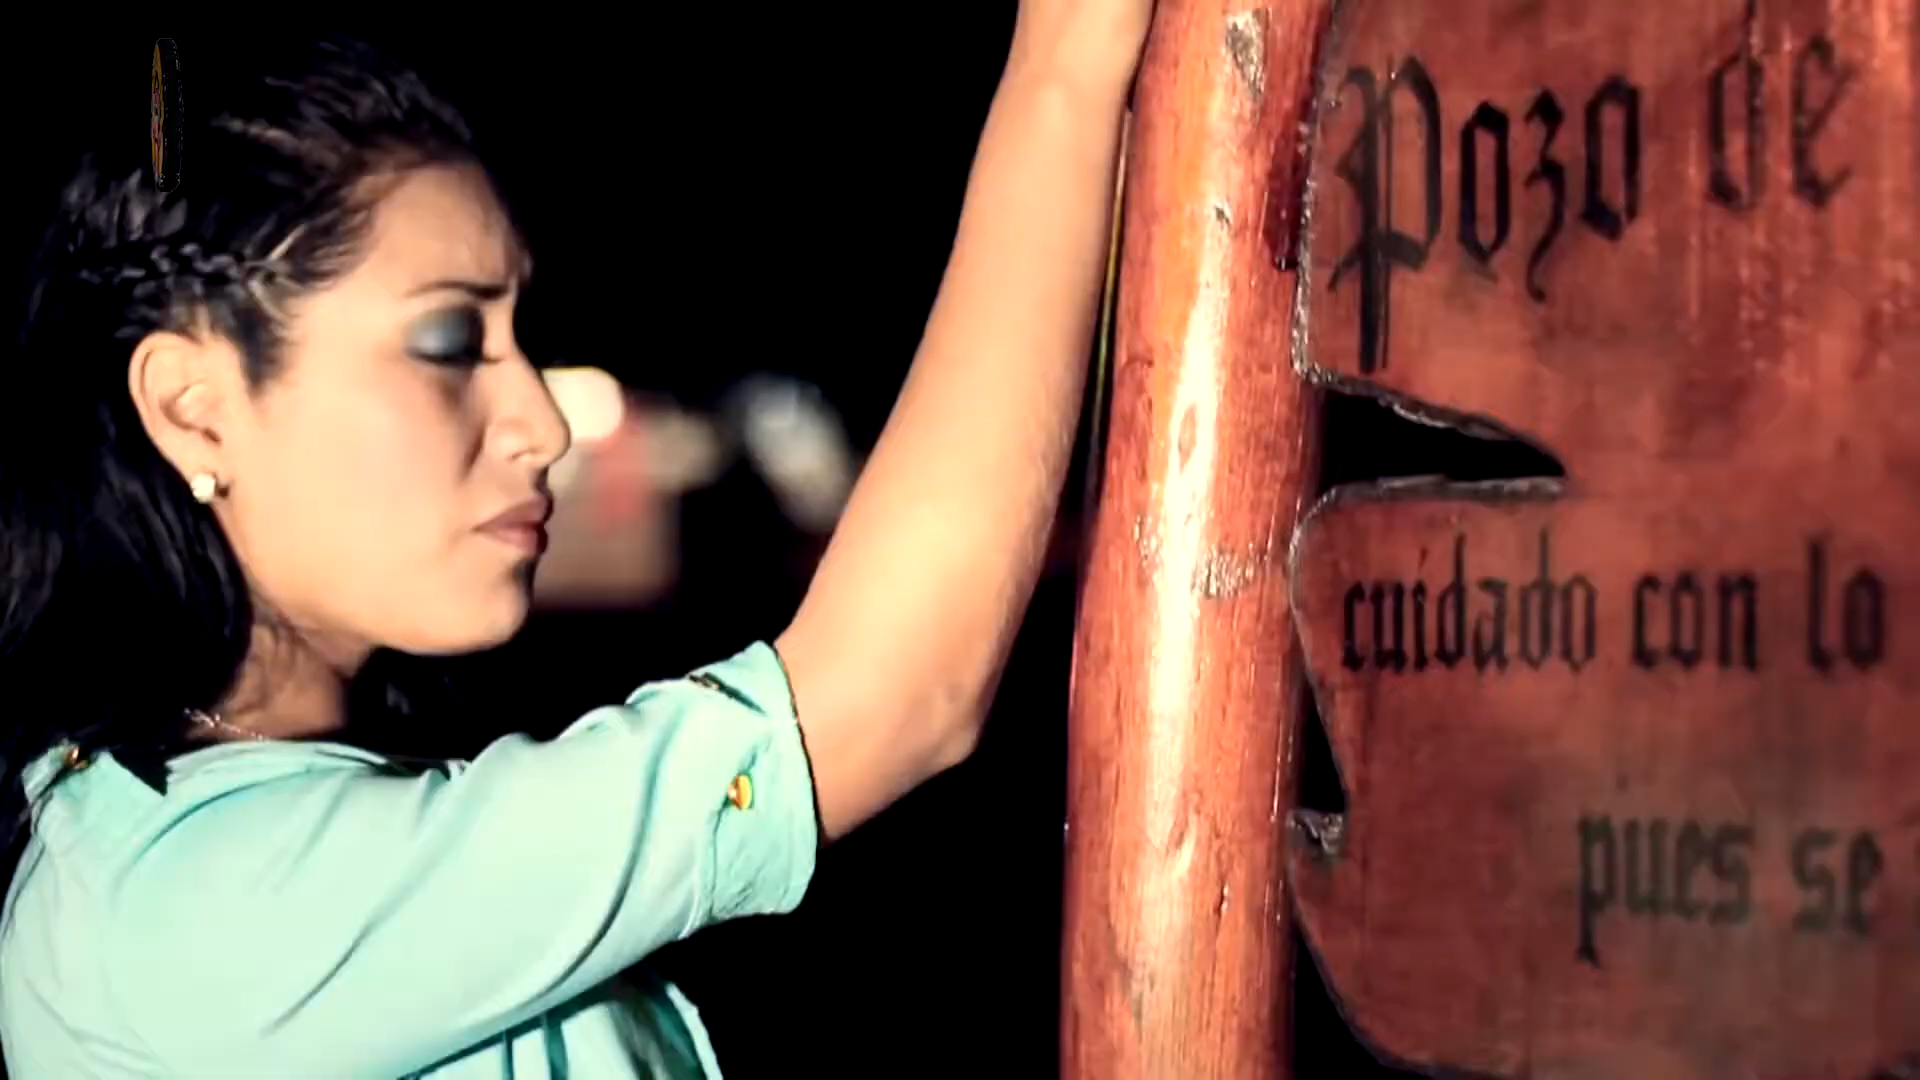 Pozo de
cuidado con lo
pues se